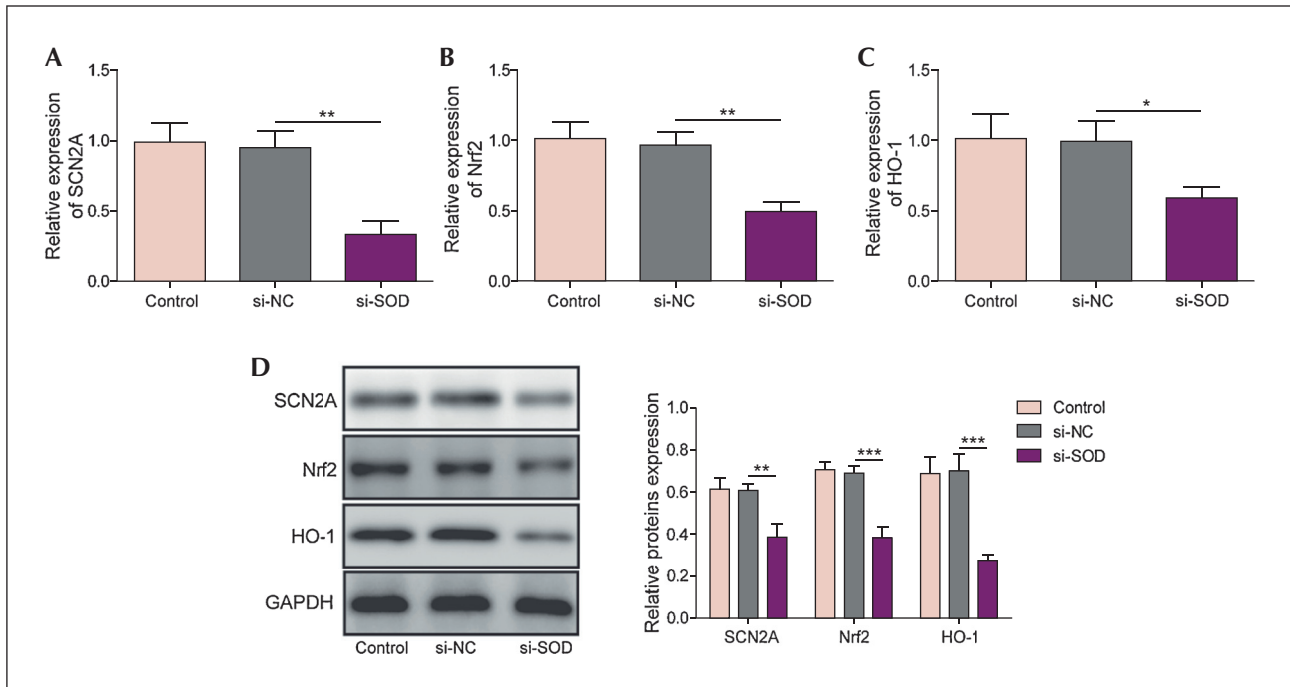 A
Relative expression
of SCN2A
1.5
1.0
0.5
0.0
**
Control si-NC si-SOD
B
Relative expression
of Nrf2
1.5
1.0
0.5
0.0
**
Control si-NC si-SOD
C
Relative expression
of HO-1
1.5
1.0
0.5
0.0
*
Control si-NC si-SOD
D
SCN2A
Nrf2
HO-1
GAPDH
Control si-NC si-SOD
Relative proteins expression
1.0
0.8
0.6
0.4
0.2
0.0
** *** ***
SCN2A Nrf2 HO-1
Control
si-NC
si-SOD